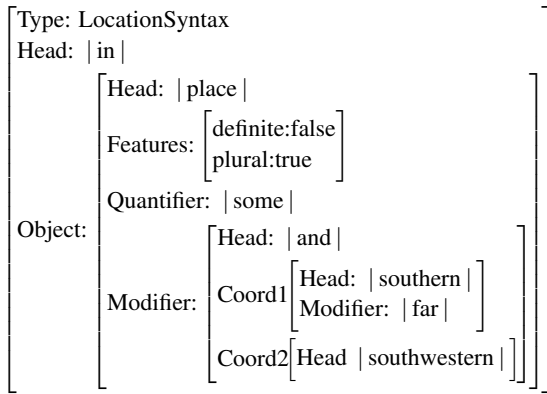 Type: LocationSyntax
Head: | in |
Head: | place |
Features: definite:false
plural:true
Quantifier: | some |
Object:
Head: | and |
Modifier:
Coord1 Head: | southern |
Modifier: | far |
Coord2 Head | southwestern |